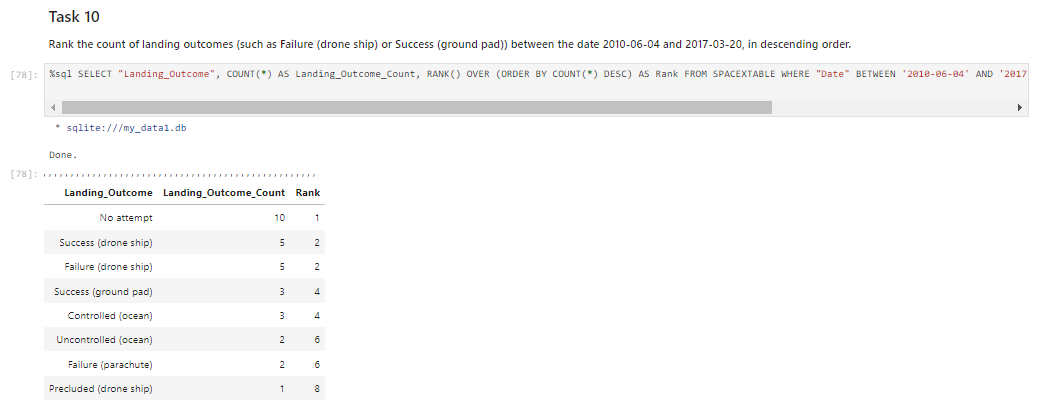 Task 10
Rank the count of landing outcomes (such as Failure (drone ship) or Success (ground pad)) between the date 2010-06-04 and 2017-03-20, in descending order.
[78]: %sql SELECT "Landing_Outcome", COUNT(*) AS Landing_Outcome_Count, RANK() OVER (ORDER BY COUNT(*) DESC) AS Rank FROM SPACEXTABLE WHERE "Date" BETWEEN '2010-06-04' AND '2017
* sqlite:///my_data1.db
Done.
[78]: ,,,,,,,,,,,,,,,,,,,,,,,,,,,,,,,,,,,,,,,,,,,,,,,,,,
Landing_Outcome Landing_Outcome_Count Rank
No attempt 10 1
Success (drone ship) 5 2
Failure (drone ship) 5 2
Success (ground pad) 3 4
Controlled (ocean) 3 4
Uncontrolled (ocean) 2 6
Failure (parachute) 2 6
Precluded (drone ship) 1 8